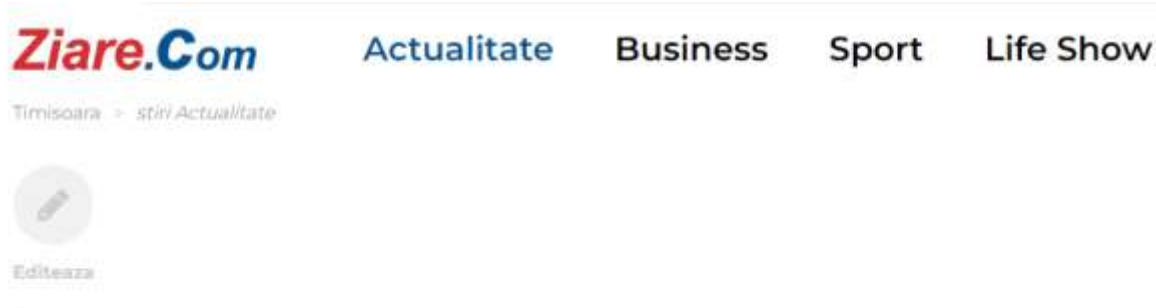 Ziare.Com Actualitate Business Sport Life Show
Timisoara > stiri Actualitate
Editeaza